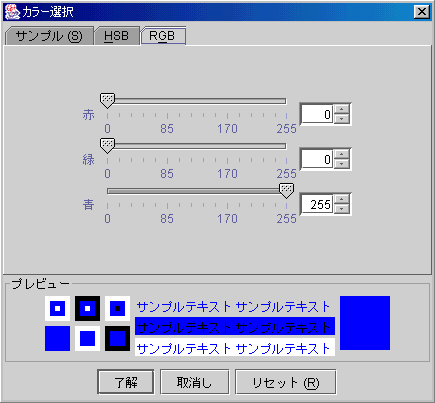 カラー選択
サンプル (S) HSB RGB
赤 0
0 85 170 255
緑 0
0 85 170 255
青 255
0 85 170 255
プレビュー
サンプルテキスト サンプルテキスト
サンプルテキスト サンプルテキスト
サンプルテキスト サンプルテキスト
了解 取消し リセット (R)